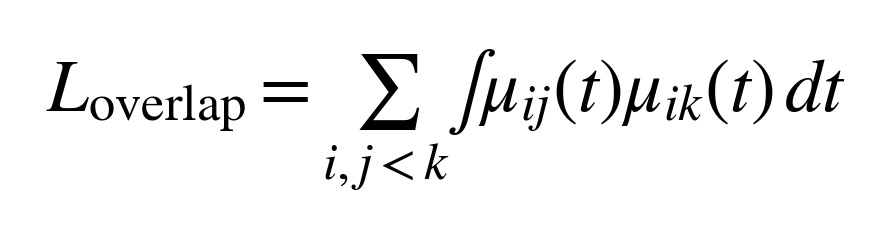 L_overlap = ∑_{i, j < k} ∫ μ_{ij}(t) μ_{ik}(t) dt